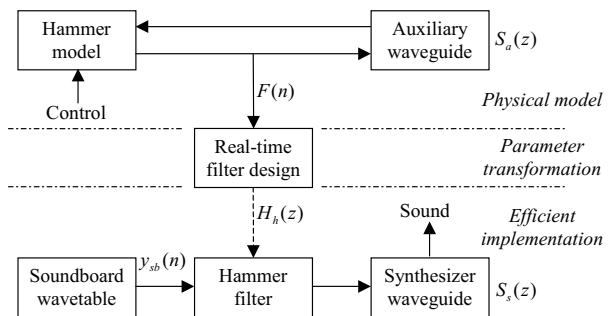 Hammer
model
Auxiliary
waveguide
S_a(z)
Control
F(n)
Physical model
Real-time
filter design
Parameter
transformation
H_h(z)
Sound
Efficient
implementation
Soundboard
wavetable
y_sb(n)
Hammer
filter
Synthesizer
waveguide
S_s(z)